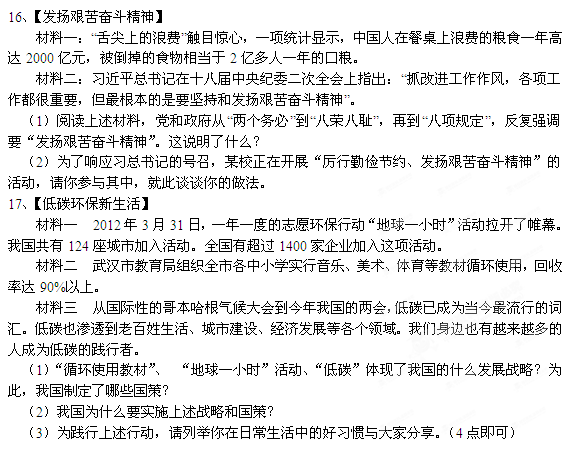 16、【发扬艰苦奋斗精神】
材料一：“舌尖上的浪费”触目惊心，一项统计显示，中国人在餐桌上浪费的粮食一年高
达 2000 亿元，被倒掉的食物相当于 2 亿多人一年的口粮。
材料二：习近平总书记在十八届中央纪委二次全会上指出：“抓改进工作作风，各项工
作都很重要，但最根本的是要坚持和发扬艰苦奋斗精神”。
（1）阅读上述材料，党和政府从“两个务必”到“八荣八耻”，再到“八项规定”，反复强调
要“发扬艰苦奋斗精神”。这说明了什么？
（2）为了响应习总书记的号召，某校正在开展“厉行勤俭节约、发扬艰苦奋斗精神”的
活动，请你参与其中，就此谈谈你的做法。
17、【低碳环保新生活】
材料一　2012 年 3 月 31 日，一年一度的志愿环保行动“地球一小时”活动拉开了帷幕。
我国共有 124 座城市加入活动。全国有超过 1400 家企业加入这项活动。
材料二　武汉市教育局组织全市各中小学实行音乐、美术、体育等教材循环使用，回收
率达 90%以上。
材料三　从国际性的哥本哈根气候大会到今年我国的两会，低碳已成为当今最流行的词
汇。低碳也渗透到老百姓生活、城市建设、经济发展等各个领域。我们身边也有越来越多的
人成为低碳的践行者。
（1）“循环使用教材”、 “地球一小时”活动、“低碳”体现了我国的什么发展战略？为
此，我国制定了哪些国策？
（2）我国为什么要实施上述战略和国策？
（3）为践行上述行动，请列举你在日常生活中的好习惯与大家分享。（4 点即可）